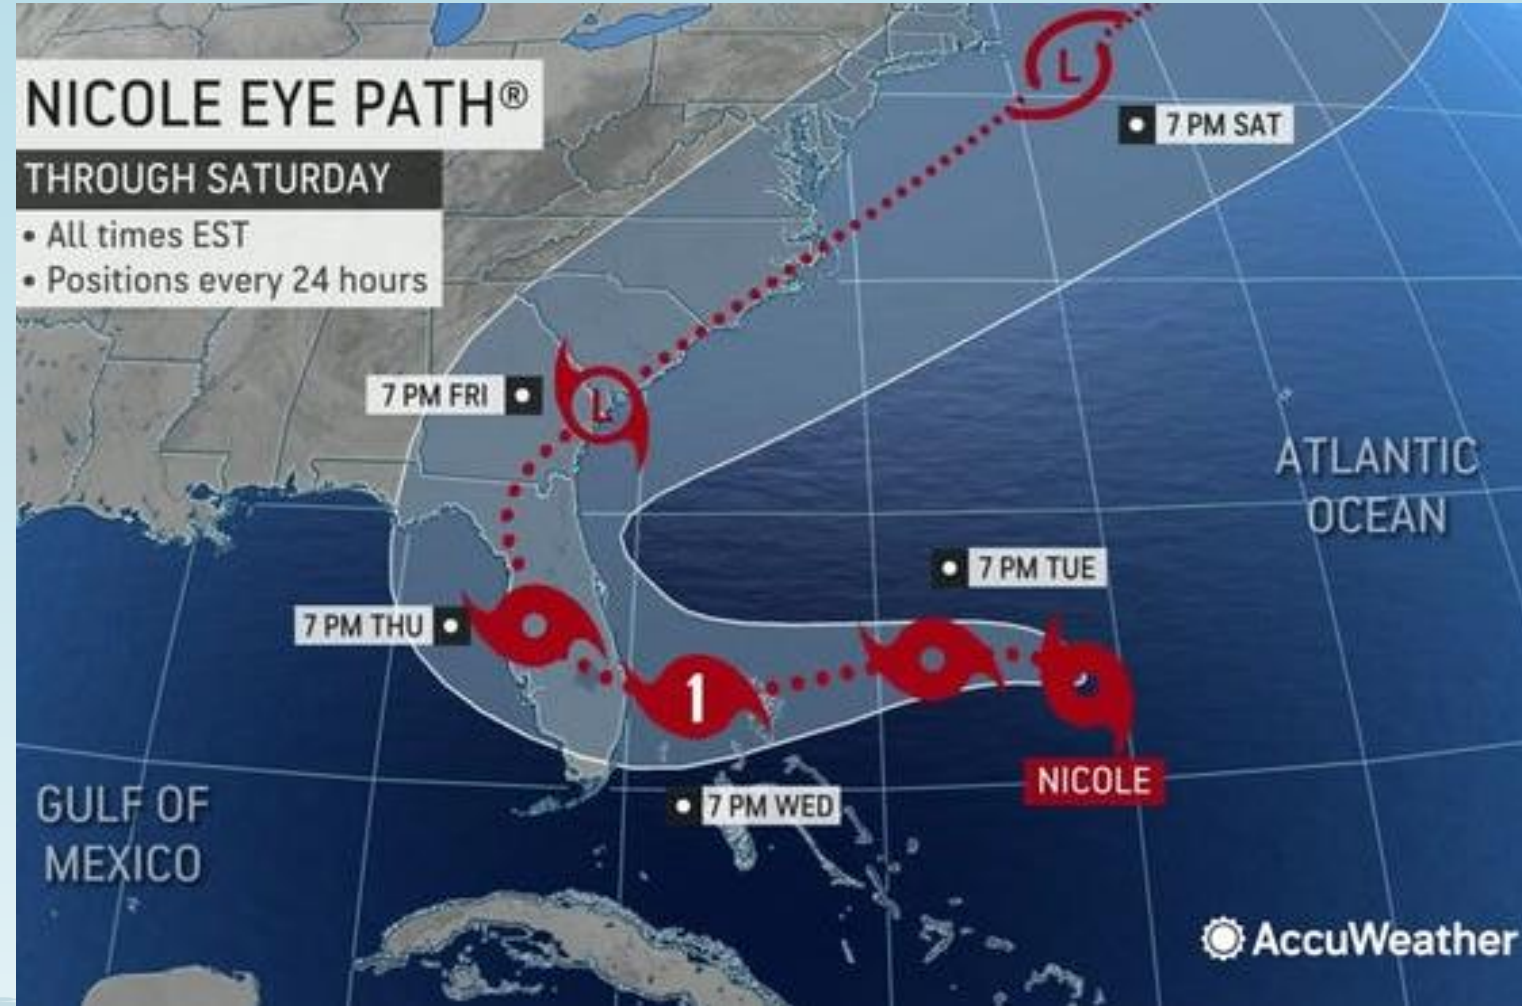 NICOLE EYE PATH®
THROUGH SATURDAY
• All times EST
• Positions every 24 hours
L
7 PM SAT
7 PM FRI
L
ATLANTIC
OCEAN
7 PM TUE
7 PM THU
1
NICOLE
7 PM WED
GULF OF
MEXICO
AccuWeather